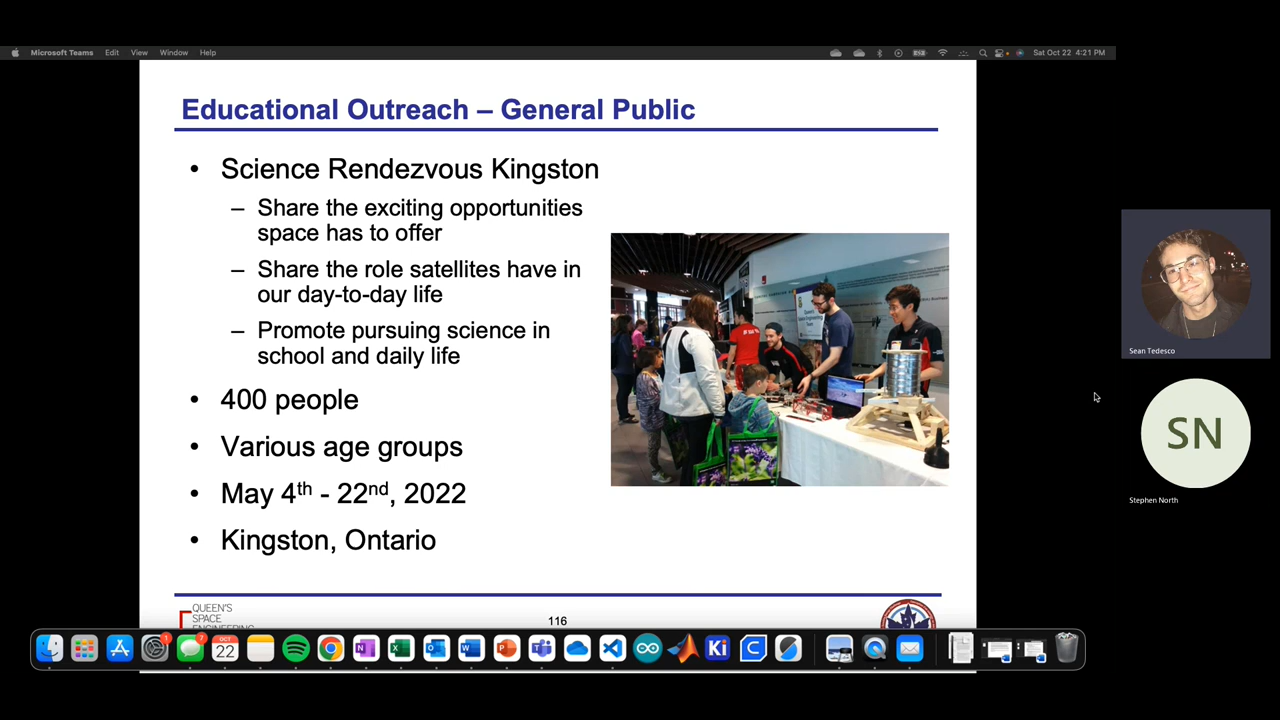 Microsoft Teams Edit View Window Help
Sat Oct 22 4:21 PM
Educational Outreach – General Public
• Science Rendezvous Kingston
– Share the exciting opportunities
space has to offer
– Share the role satellites have in
our day-to-day life
– Promote pursuing science in
school and daily life
• 400 people
• Various age groups
• May 4th - 22nd, 2022
• Kingston, Ontario
Sean Tedesco
SN
Stephen North
QUEEN'S
SPACE
ENGINEERING
116
OCT
22
Ki